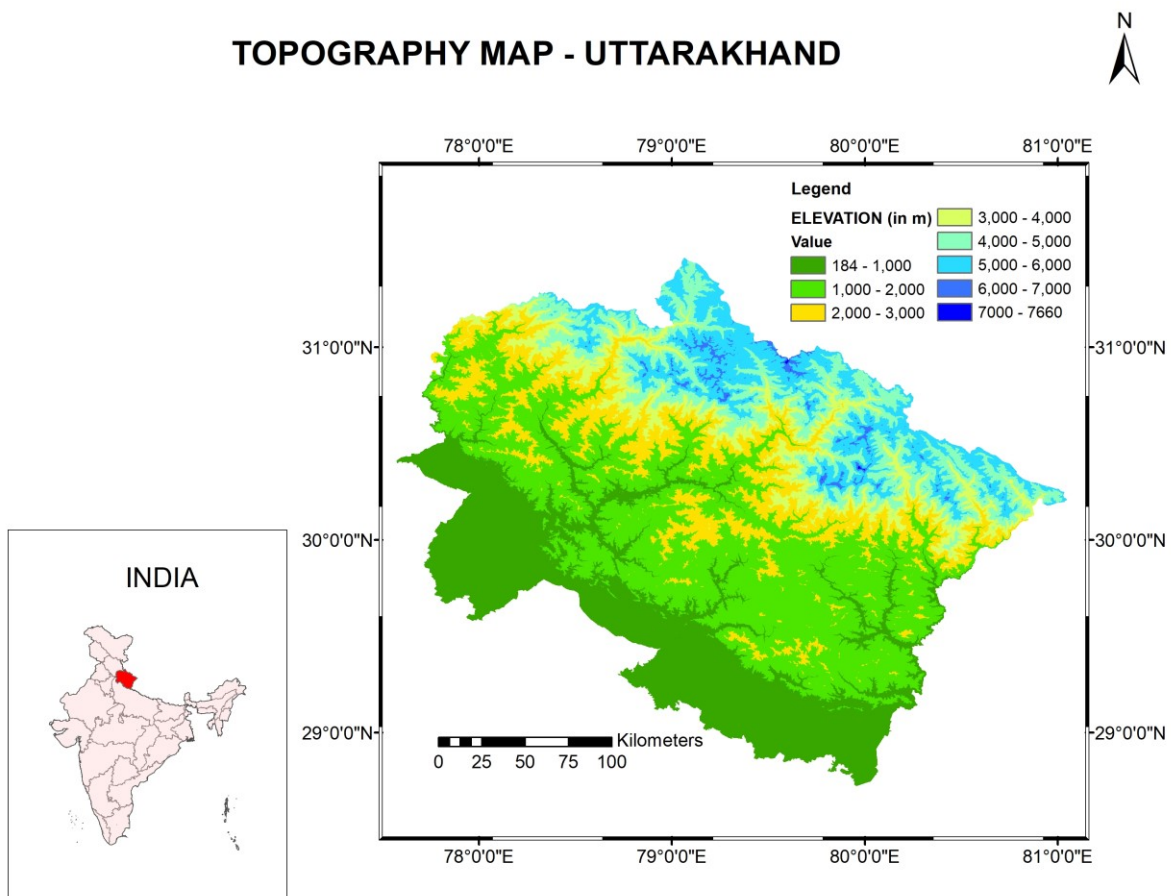 N
TOPOGRAPHY MAP - UTTARAKHAND
78°0'0"E 79°0'0"E 80°0'0"E 81°0'0"E
Legend
ELEVATION (in m)
Value
184 - 1,000
1,000 - 2,000
2,000 - 3,000
3,000 - 4,000
4,000 - 5,000
5,000 - 6,000
6,000 - 7,000
7000 - 7660
31°0'0"N 31°0'0"N
30°0'0"N 30°0'0"N
29°0'0"N 29°0'0"N
Kilometers
0 25 50 75 100
78°0'0"E 79°0'0"E 80°0'0"E 81°0'0"E
INDIA